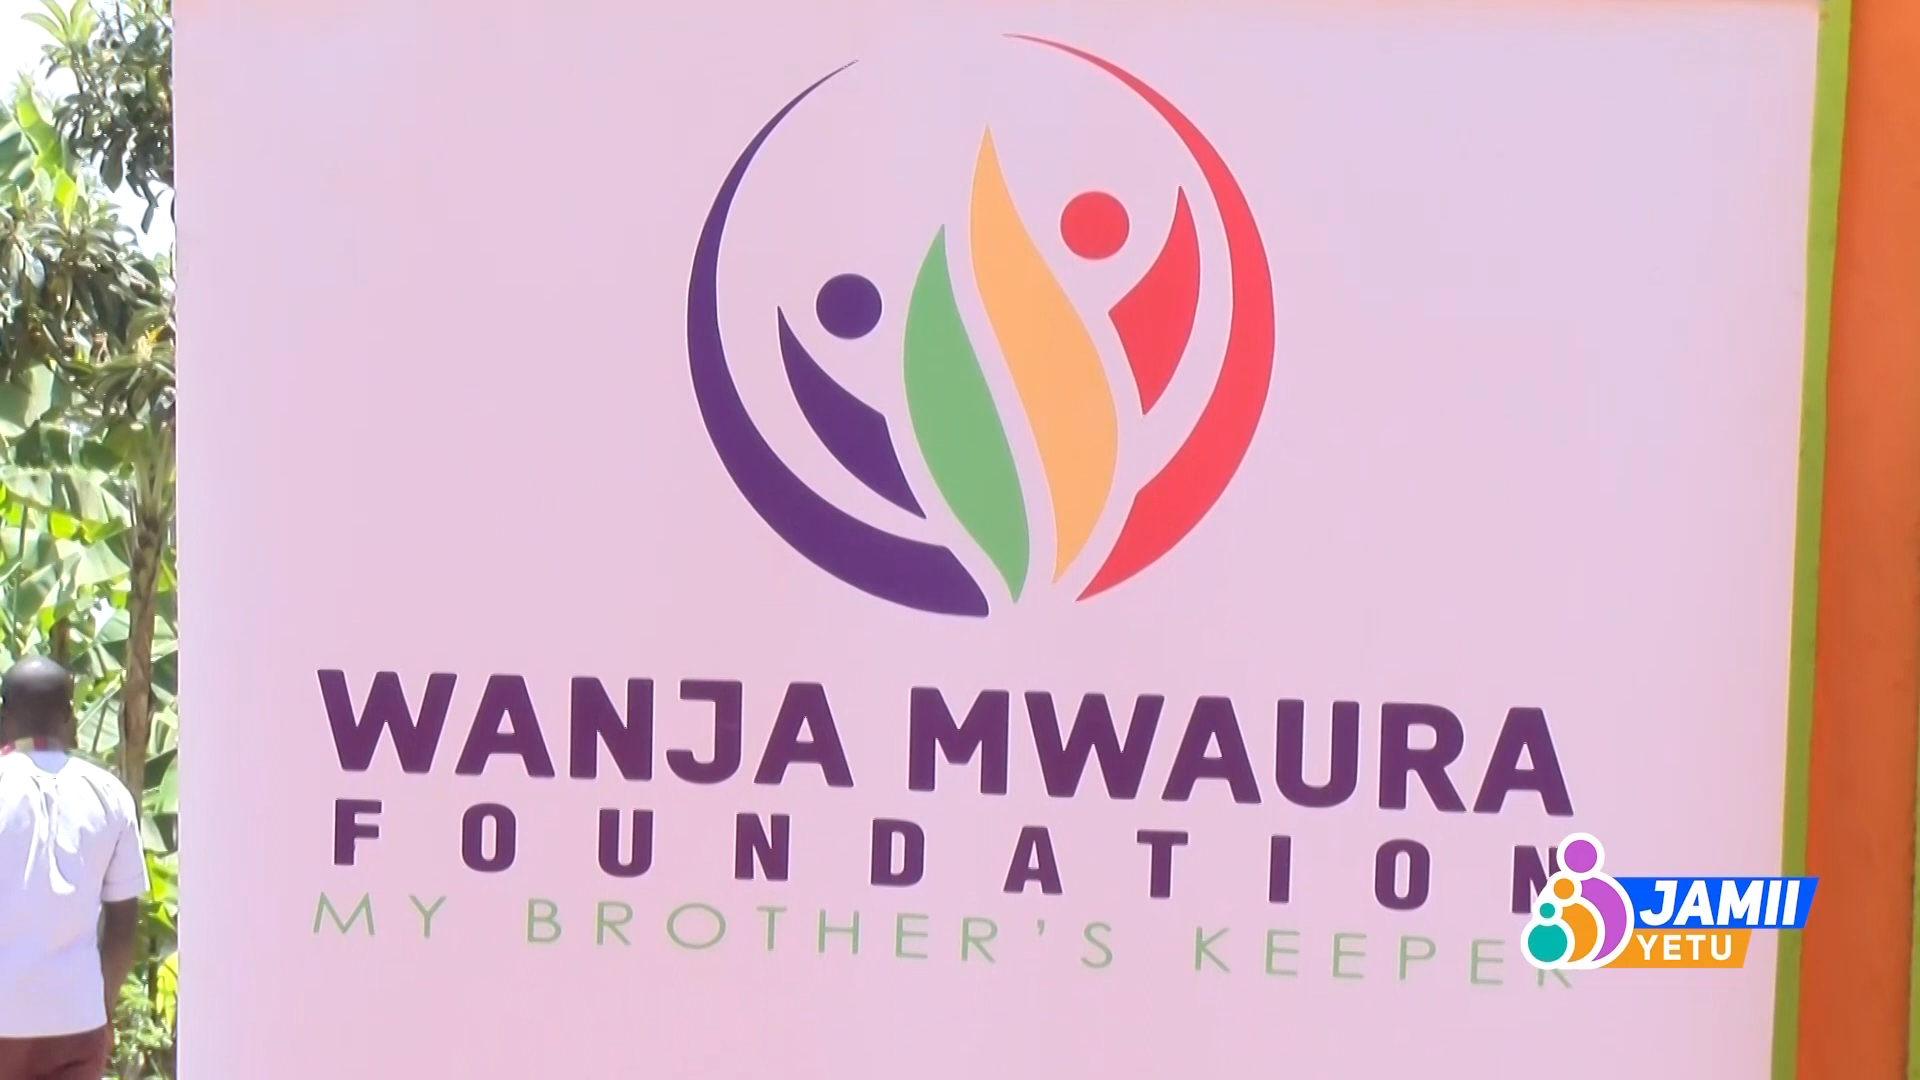 WANJA MWAURA
FOUNDATION
MY BROTHER'S KEEPER
JAMII
YETU